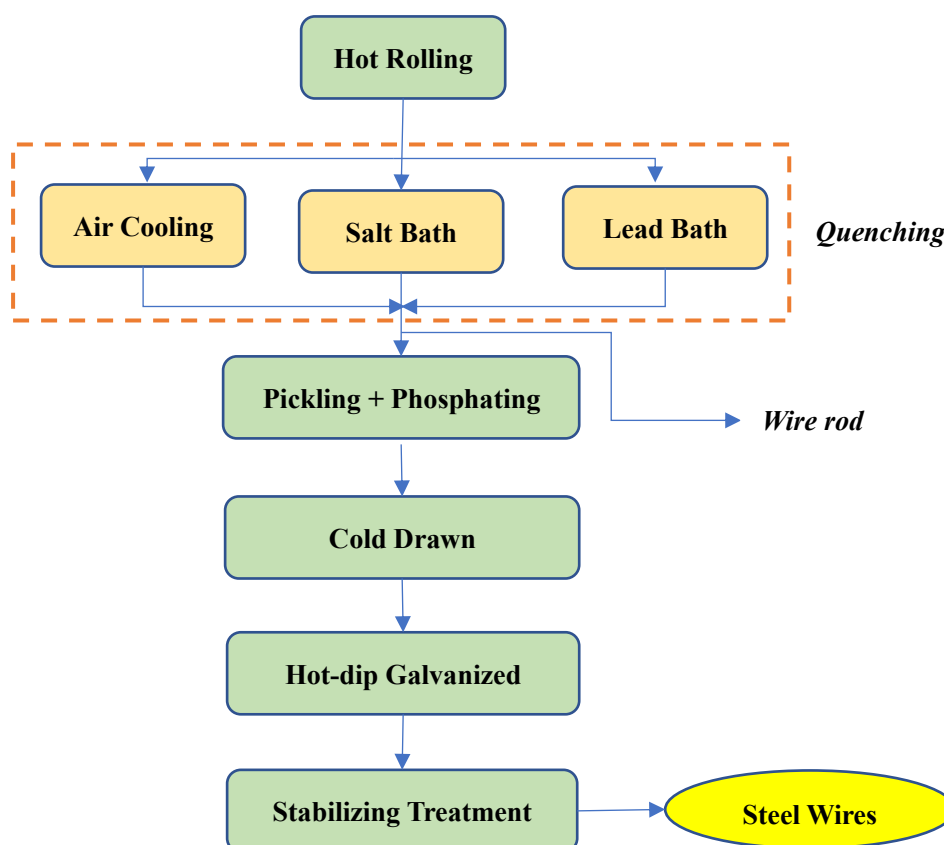 Hot Rolling
Air Cooling
Salt Bath
Lead Bath
Quenching
Pickling + Phosphating
Wire rod
Cold Drawn
Hot-dip Galvanized
Stabilizing Treatment
Steel Wires